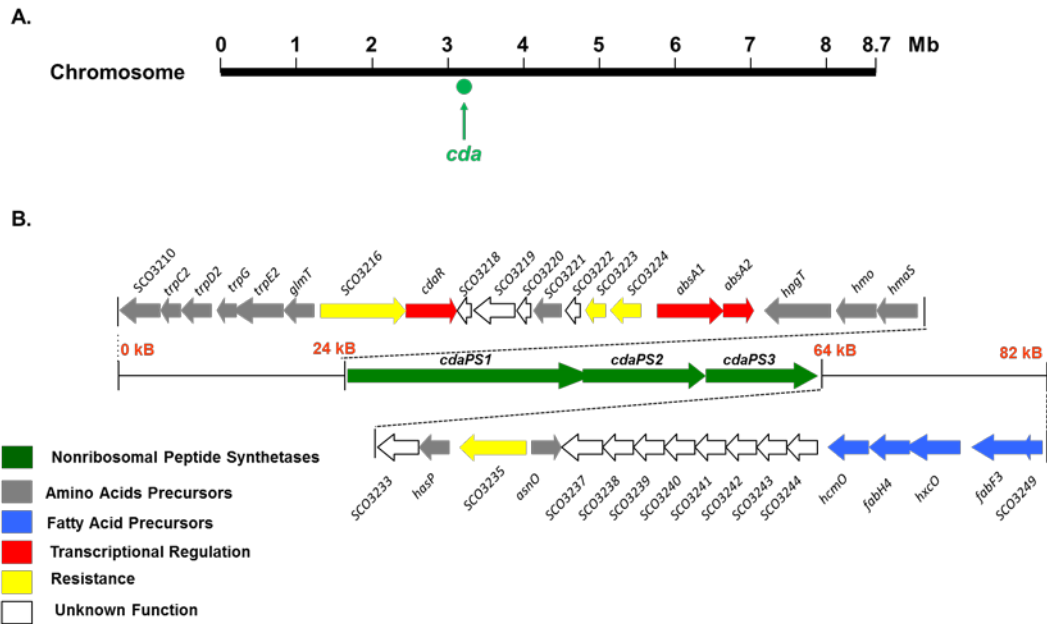 A.
0 1 2 3 4 5 6 7 8 8.7 Mb
Chromosome
cda
B.
SCO3210 trpC2 trpD2 trpG trpE2 glmT SCO3216 cdaR SCO3218 SCO3219 SCO3220 SCO3221 SCO3222 SCO3223 SCO3224 absA1 absA2 hpgT hmo hmaS
0 kB 24 kB cdaPS1 cdaPS2 cdaPS3 64 kB 82 kB
SCO3233 hasP SCO3235 asnO SCO3237 SCO3238 SCO3239 SCO3240 SCO3241 SCO3242 SCO3243 SCO3244 hcmO fabH4 hxcO fabF3 SCO3249
Nonribosomal Peptide Synthetases
Amino Acids Precursors
Fatty Acid Precursors
Transcriptional Regulation
Resistance
Unknown Function